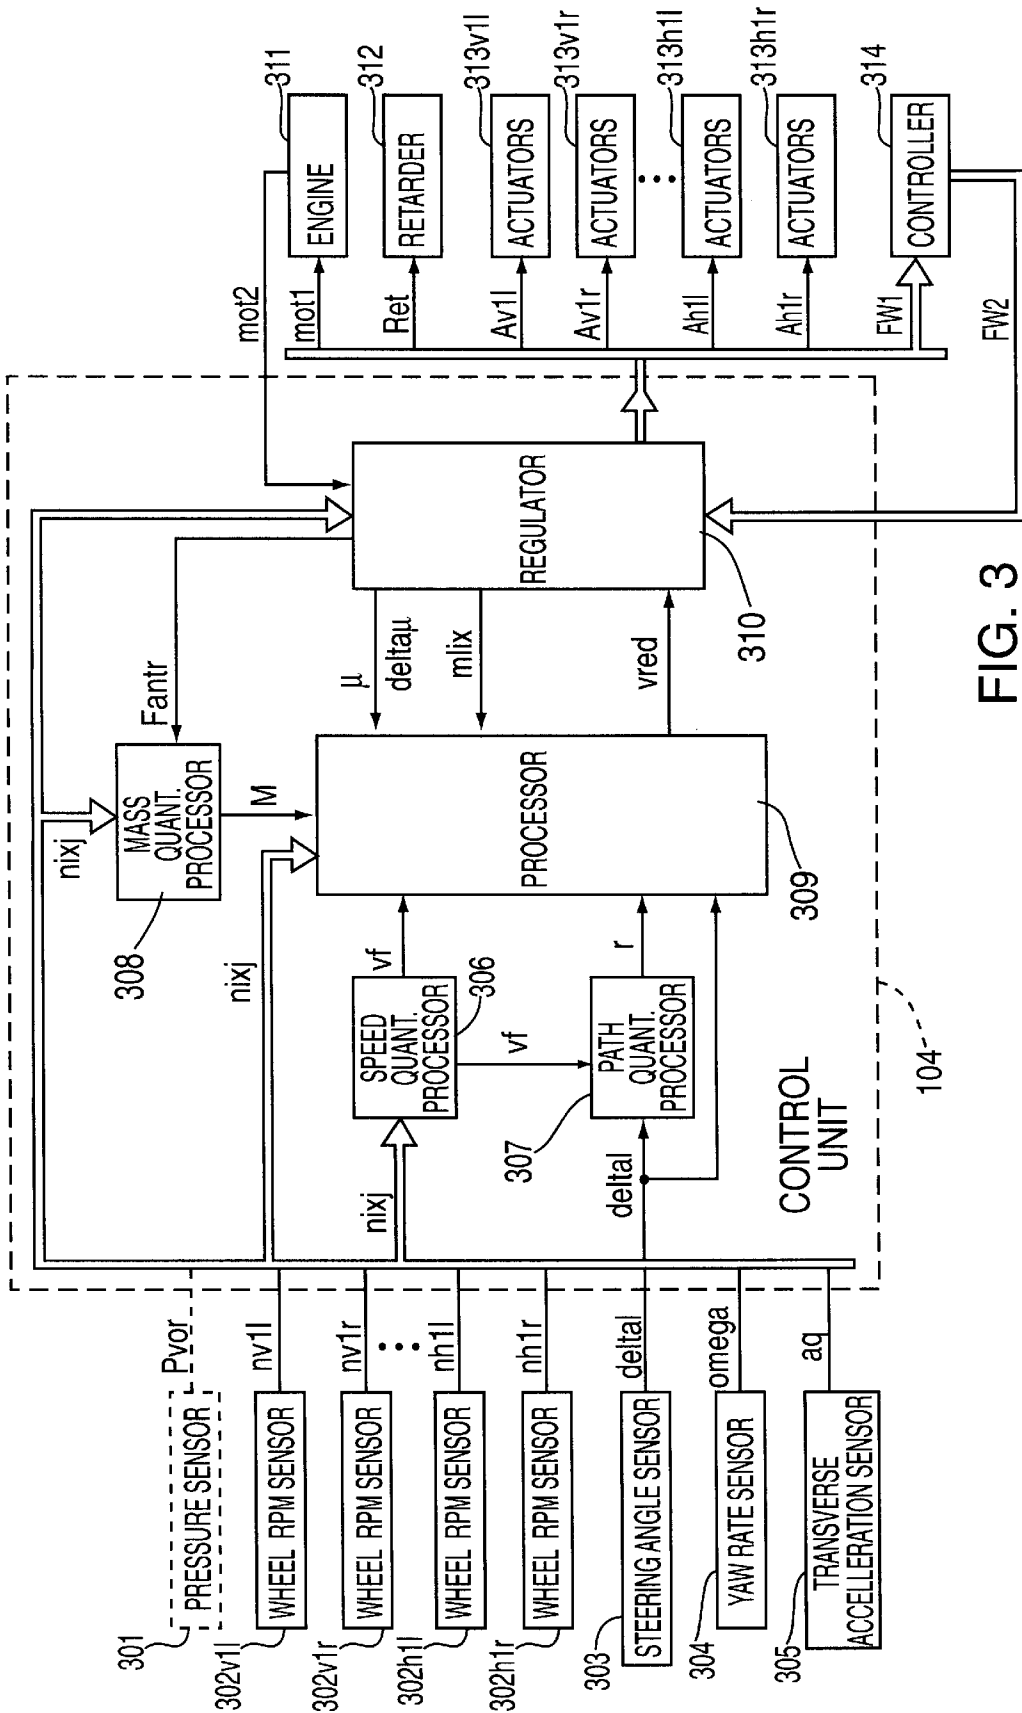 301
PRESSURE SENSOR
Pvor
302v1l
WHEEL RPM SENSOR
nv1l
302v1r
WHEEL RPM SENSOR
nv1r
302h1l
WHEEL RPM SENSOR
nh1l
302h1r
WHEEL RPM SENSOR
nh1r
303
STEERING ANGLE SENSOR
deltal
304
YAW RATE SENSOR
omega
305
TRANSVERSE
ACCELLERATION SENSOR
aq
nixj
nixj
nixj
deltal
308
MASS
QUANT.
PROCESSOR
Fantr
M
SPEED
QUANT.
PROCESSOR
306
vf
vf
307
PATH
QUANT.
PROCESSOR
r
PROCESSOR
309
μ
deltaμ
mlix
vred
REGULATOR
310
CONTROL
UNIT
104
mot2
mot1
ENGINE
311
Ret
RETARDER
312
Av1l
ACTUATORS
313v1l
Av1r
ACTUATORS
313v1r
Ah1l
ACTUATORS
313h1l
Ah1r
ACTUATORS
313h1r
FW1
CONTROLLER
314
FW2
FIG. 3